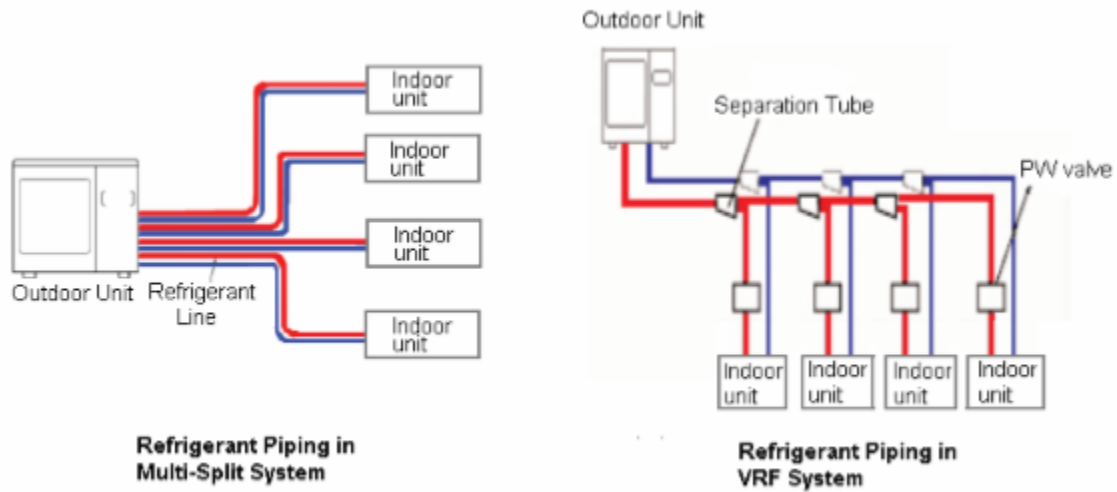 Indoor
unit
Indoor
unit
Indoor
unit
Indoor
unit
Outdoor Unit
Refrigerant
Line
Refrigerant Piping in
Multi-Split System
Outdoor Unit
Separation Tube
PW valve
Indoor
unit
Indoor
unit
Indoor
unit
Indoor
unit
Refrigerant Piping in
VRF System